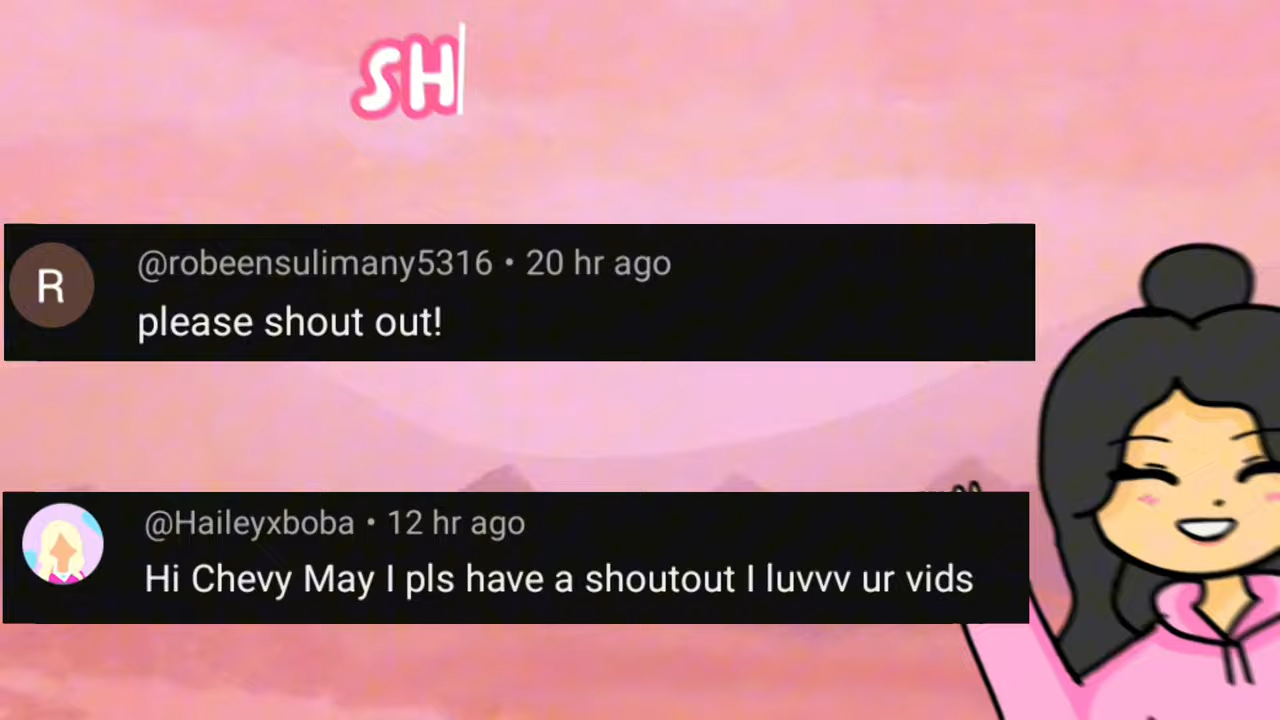 SH
R
@robeensulimany5316 • 20 hr ago
please shout out!
@Haileyxboba • 12 hr ago
Hi Chevy May I pls have a shoutout I luvvv ur vids